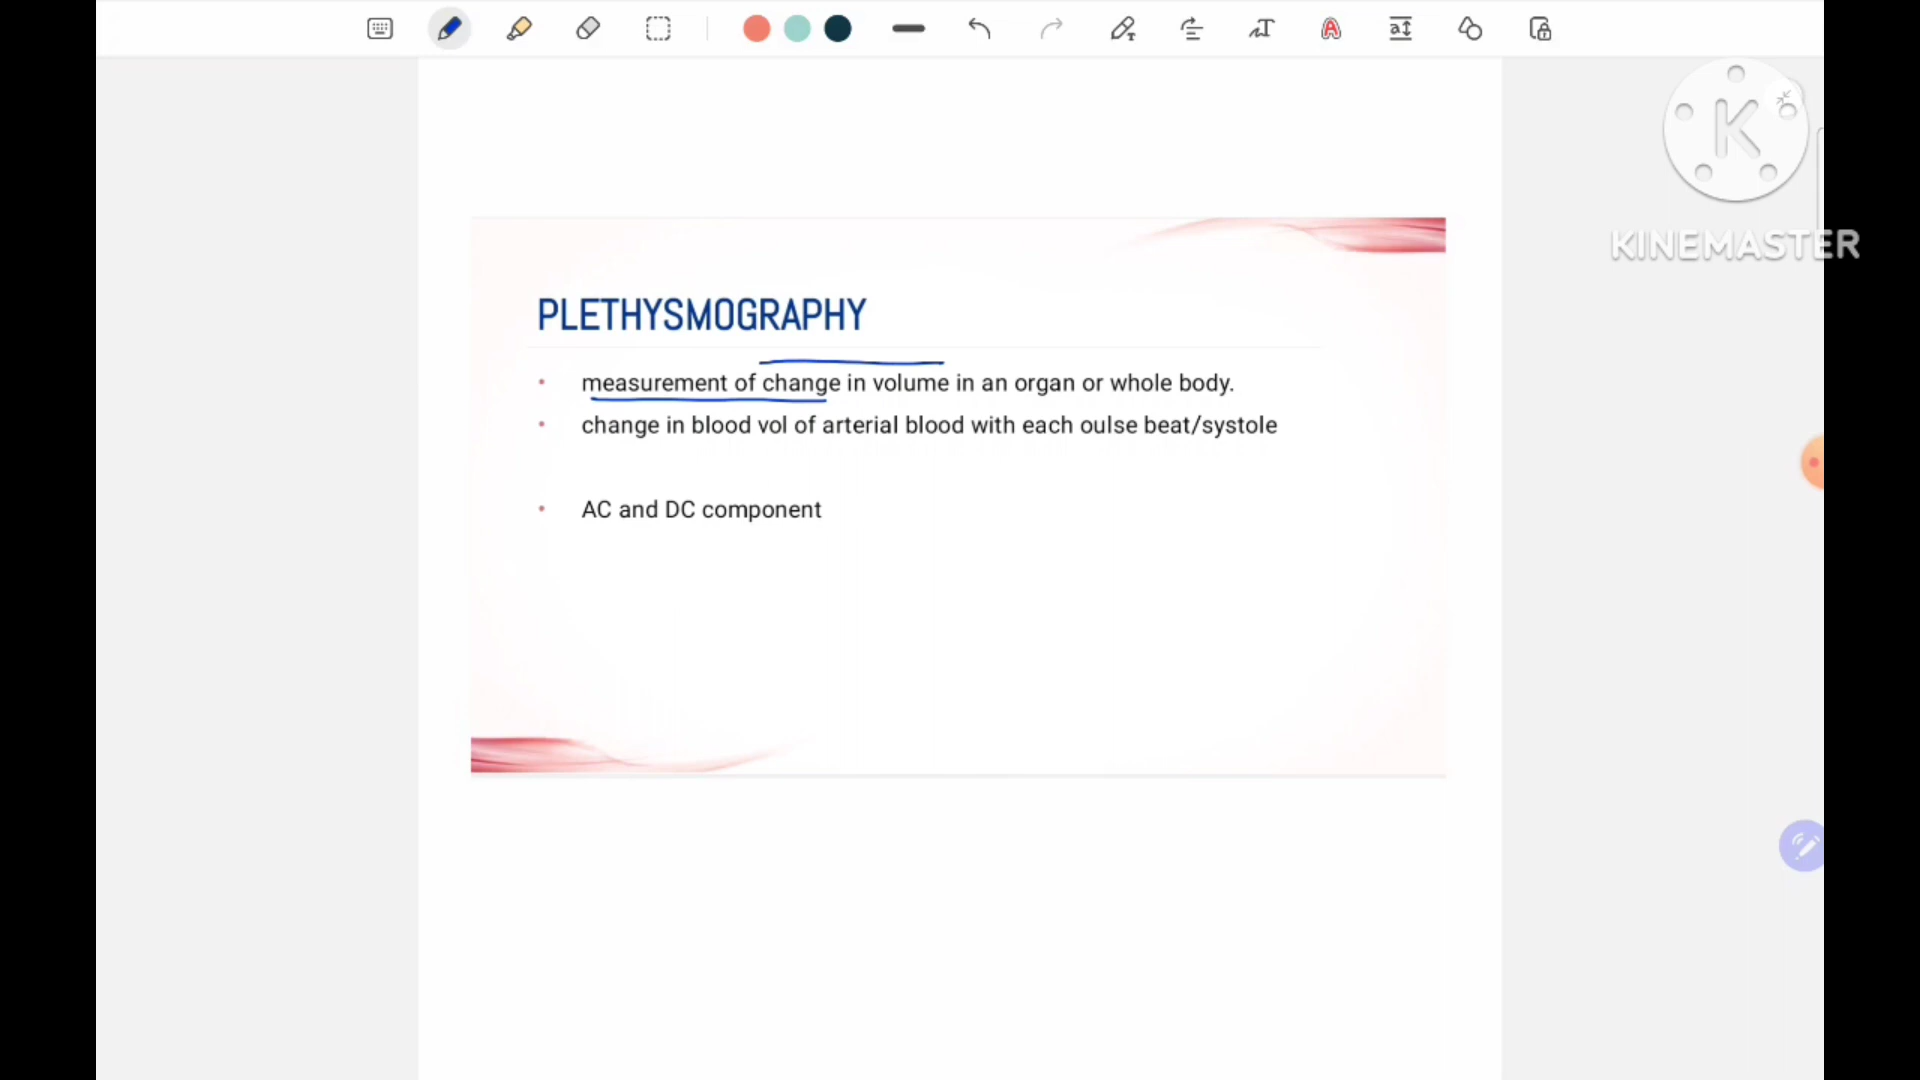 K
KINEMASTER
PLETHYSMOGRAPHY
measurement of change in volume in an organ or whole body.
change in blood vol of arterial blood with each oulse beat/systole
AC and DC component